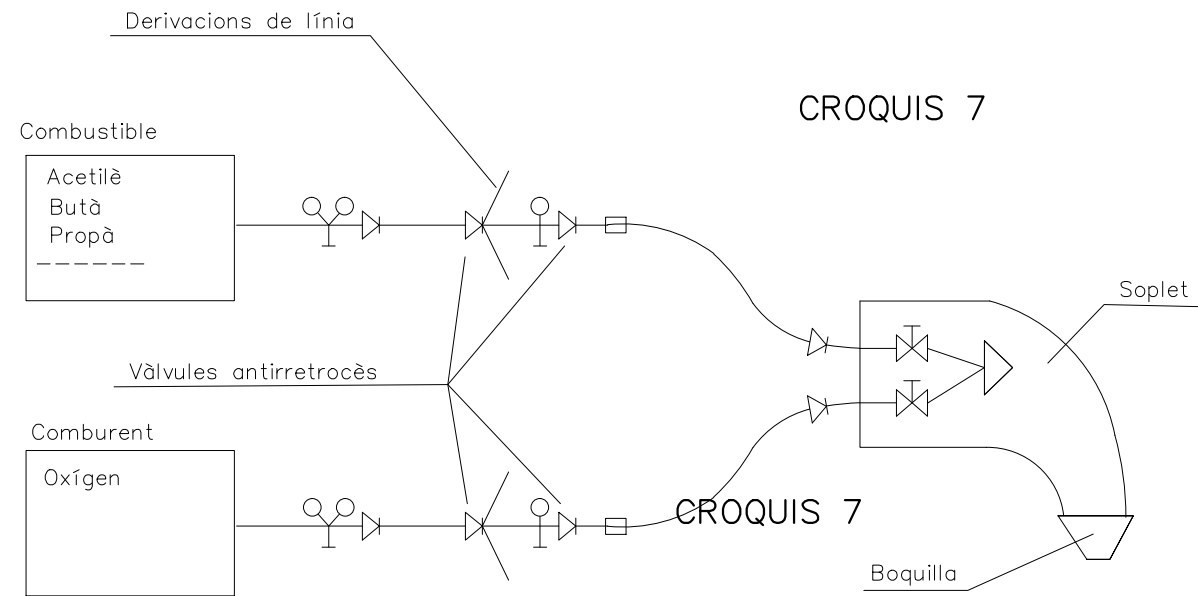 Derivacions de línia
CROQUIS 7
Combustible
Acetilè
Butà
Propà
Soplet
Vàlvules antirretrocès
Comburent
Oxígen
CROQUIS 7
Boquilla